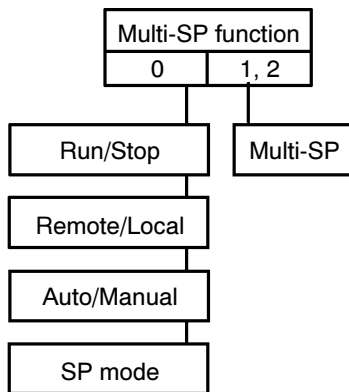 Multi-SP function
0 1, 2
Run/Stop Multi-SP
Remote/Local
Auto/Manual
SP mode